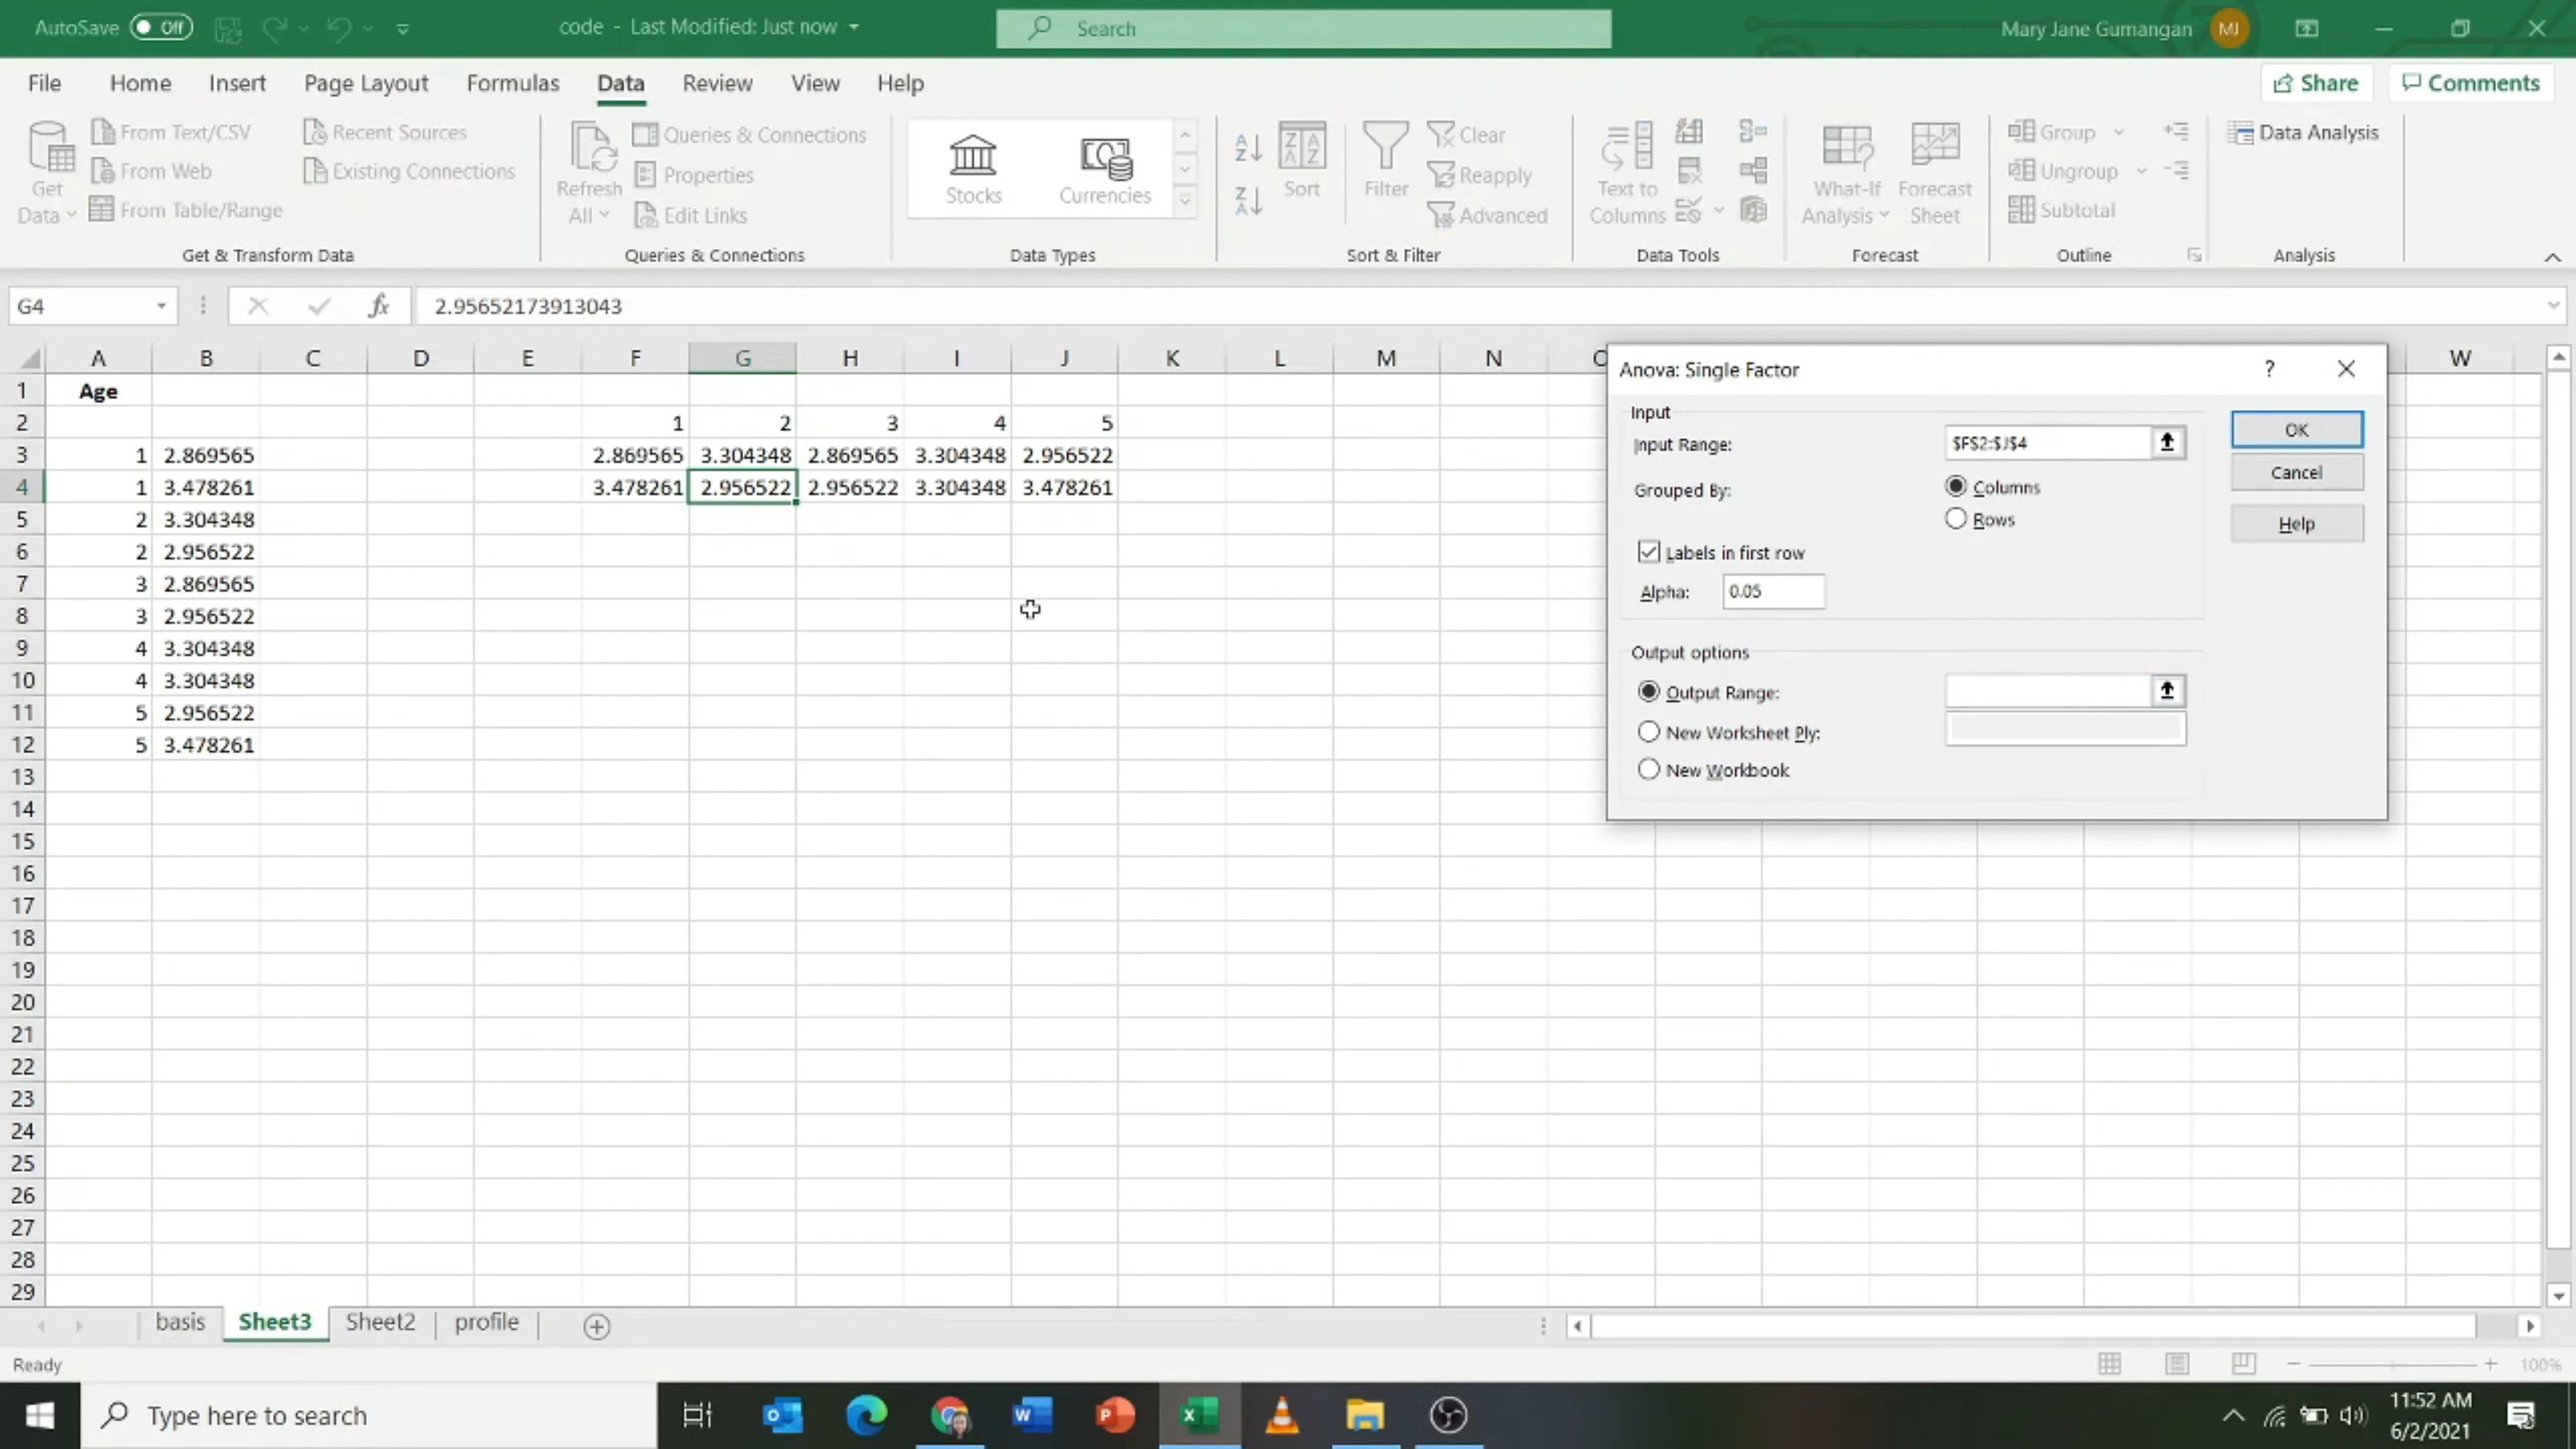 AutoSave Off code - Last Modified: Just now Search Mary Jane Gumangan MJ
File Home Insert Page Layout Formulas Data Review View Help Share Comments
Get Data
From Text/CSV
From Web
From Table/Range
Recent Sources
Existing Connections
Get & Transform Data
Refresh All
Queries & Connections
Properties
Edit Links
Queries & Connections
Stocks Currencies
Data Types
Sort
Filter
Clear
Reapply
Advanced
Sort & Filter
Text to Columns
Data Tools
What-If Analysis
Forecast Sheet
Forecast
Group
Ungroup
Subtotal
Outline
Data Analysis
Analysis
G4 fx 2.95652173913043
A B C D E F G H I J K L M N W
1 Age
2 1 2 3 4 5
3 1 2.869565 2.869565 3.304348 2.869565 3.304348 2.956522
4 1 3.478261 3.478261 2.956522 2.956522 3.304348 3.478261
5 2 3.304348
6 2 2.956522
7 3 2.869565
8 3 2.956522
9 4 3.304348
10 4 3.304348
11 5 2.956522
12 5 3.478261
13
14
15
16
17
18
19
20
21
22
23
24
25
26
27
28
29
Anova: Single Factor ?
Input
Input Range: $F$2:$J$4
Grouped By: Columns
Rows
Labels in first row
Alpha: 0.05
Output options
Output Range:
New Worksheet Ply:
New Workbook
OK
Cancel
Help
basis Sheet3 Sheet2 profile
Ready 100%
Type here to search 11:52 AM
6/2/2021